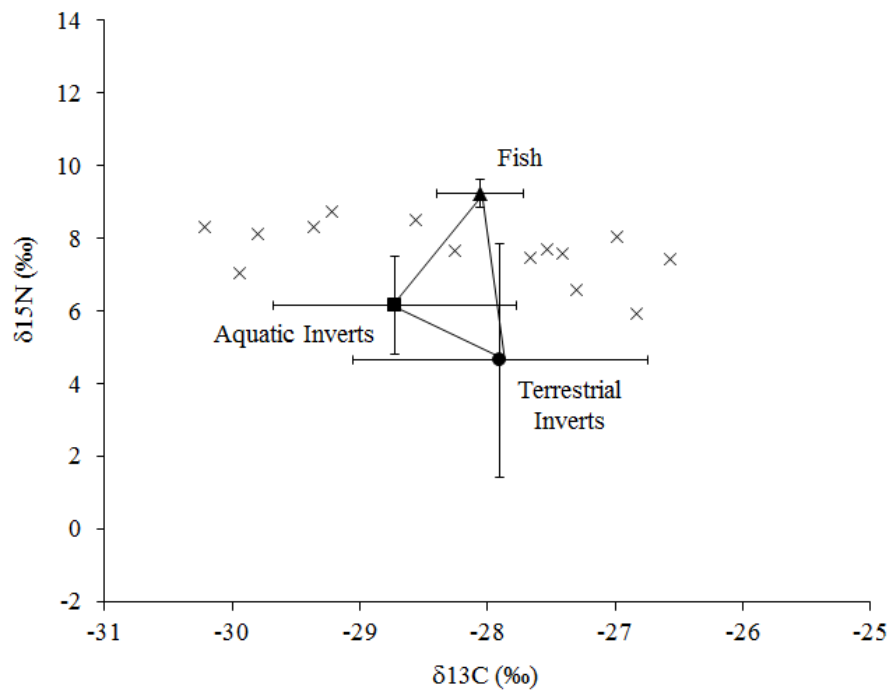 14
12
10
8
6
4
2
0
-2
δ15N (‰)
Fish
Aquatic Inverts
Terrestrial
Inverts
-31 -30 -29 -28 -27 -26 -25
δ13C (‰)